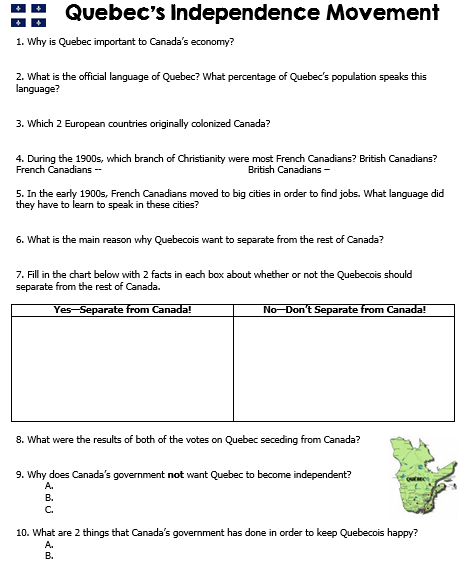 Quebec's Independence Movement
1. Why is Quebec important to Canada's economy?
2. What is the official language of Quebec? What percentage of Quebec's population speaks this
language?
3. Which 2 European countries originally colonized Canada?
4. During the 1900s, which branch of Christianity were most French Canadians? British Canadians?
French Canadians -- British Canadians –
5. In the early 1900s, French Canadians moved to big cities in order to find jobs. What language did
they have to learn to speak in these cities?
6. What is the main reason why Quebecois want to separate from the rest of Canada?
7. Fill in the chart below with 2 facts in each box about whether or not the Quebecois should
separate from the rest of Canada.
Yes—Separate from Canada! No—Don't Separate from Canada!
8. What were the results of both of the votes on Quebec seceding from Canada?
9. Why does Canada's government not want Quebec to become independent?
A.
B.
C.
QUÉBEC
10. What are 2 things that Canada's government has done in order to keep Quebecois happy?
A.
B.